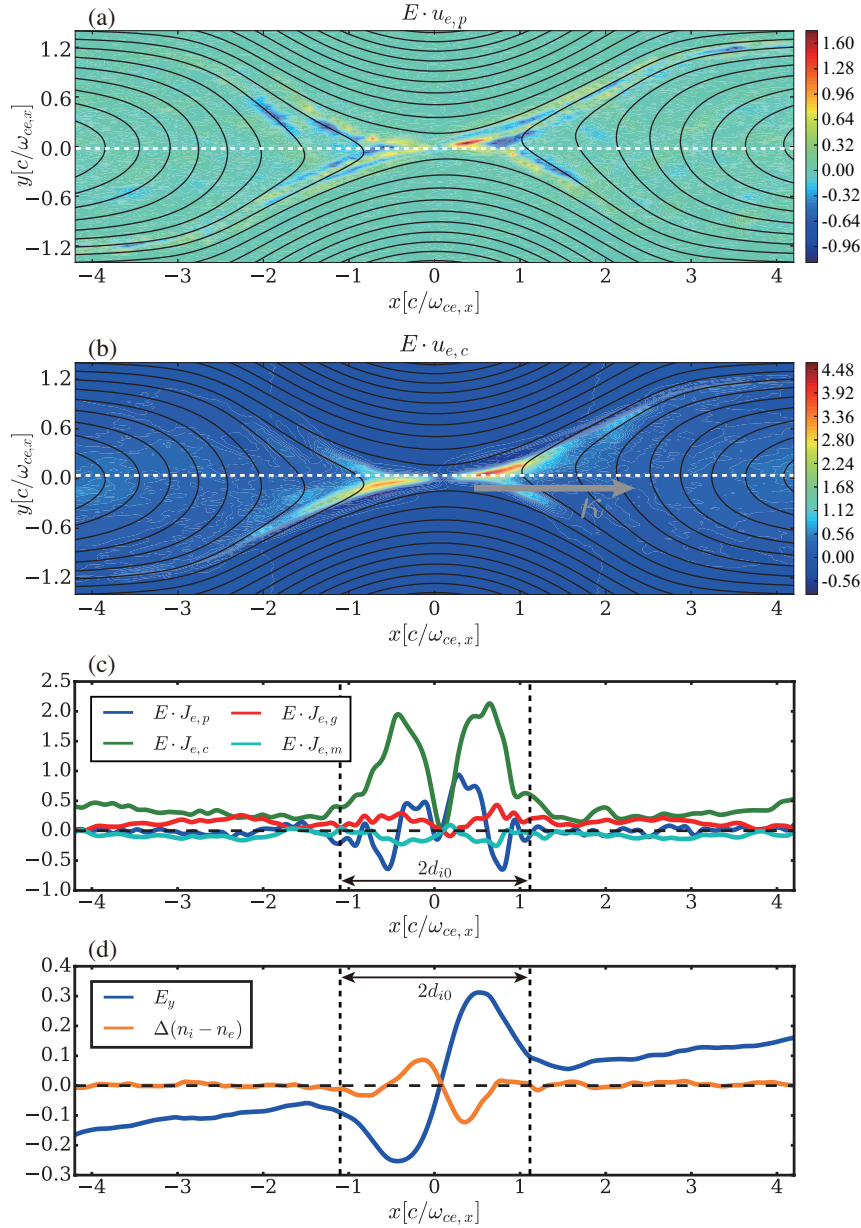 (a)
E · u_{e,p}
1.2
0.6
0.0
−0.6
−1.2
y[c/ω_{ce,x}]
−4 −3 −2 −1 0 1 2 3 4
x[c/ω_{ce,x}]
1.60
1.28
0.96
0.64
0.32
0.00
-0.32
-0.64
-0.96
(b)
E · u_{e,c}
1.2
0.6
0.0
−0.6
−1.2
y[c/ω_{ce,x}]
κ
−4 −3 −2 −1 0 1 2 3 4
x[c/ω_{ce,x}]
4.48
3.92
3.36
2.80
2.24
1.68
1.12
0.56
0.00
-0.56
(c)
2.5
2.0
1.5
1.0
0.5
0.0
−0.5
−1.0
E · J_{e,p} E · J_{e,g}
E · J_{e,c} E · J_{e,m}
2d_{i0}
−4 −3 −2 −1 0 1 2 3 4
x[c/ω_{ce,x}]
(d)
0.4
0.3
0.2
0.1
0.0
−0.1
−0.2
−0.3
E_y
Δ(n_i − n_e)
2d_{i0}
−4 −3 −2 −1 0 1 2 3 4
x[c/ω_{ce,x}]